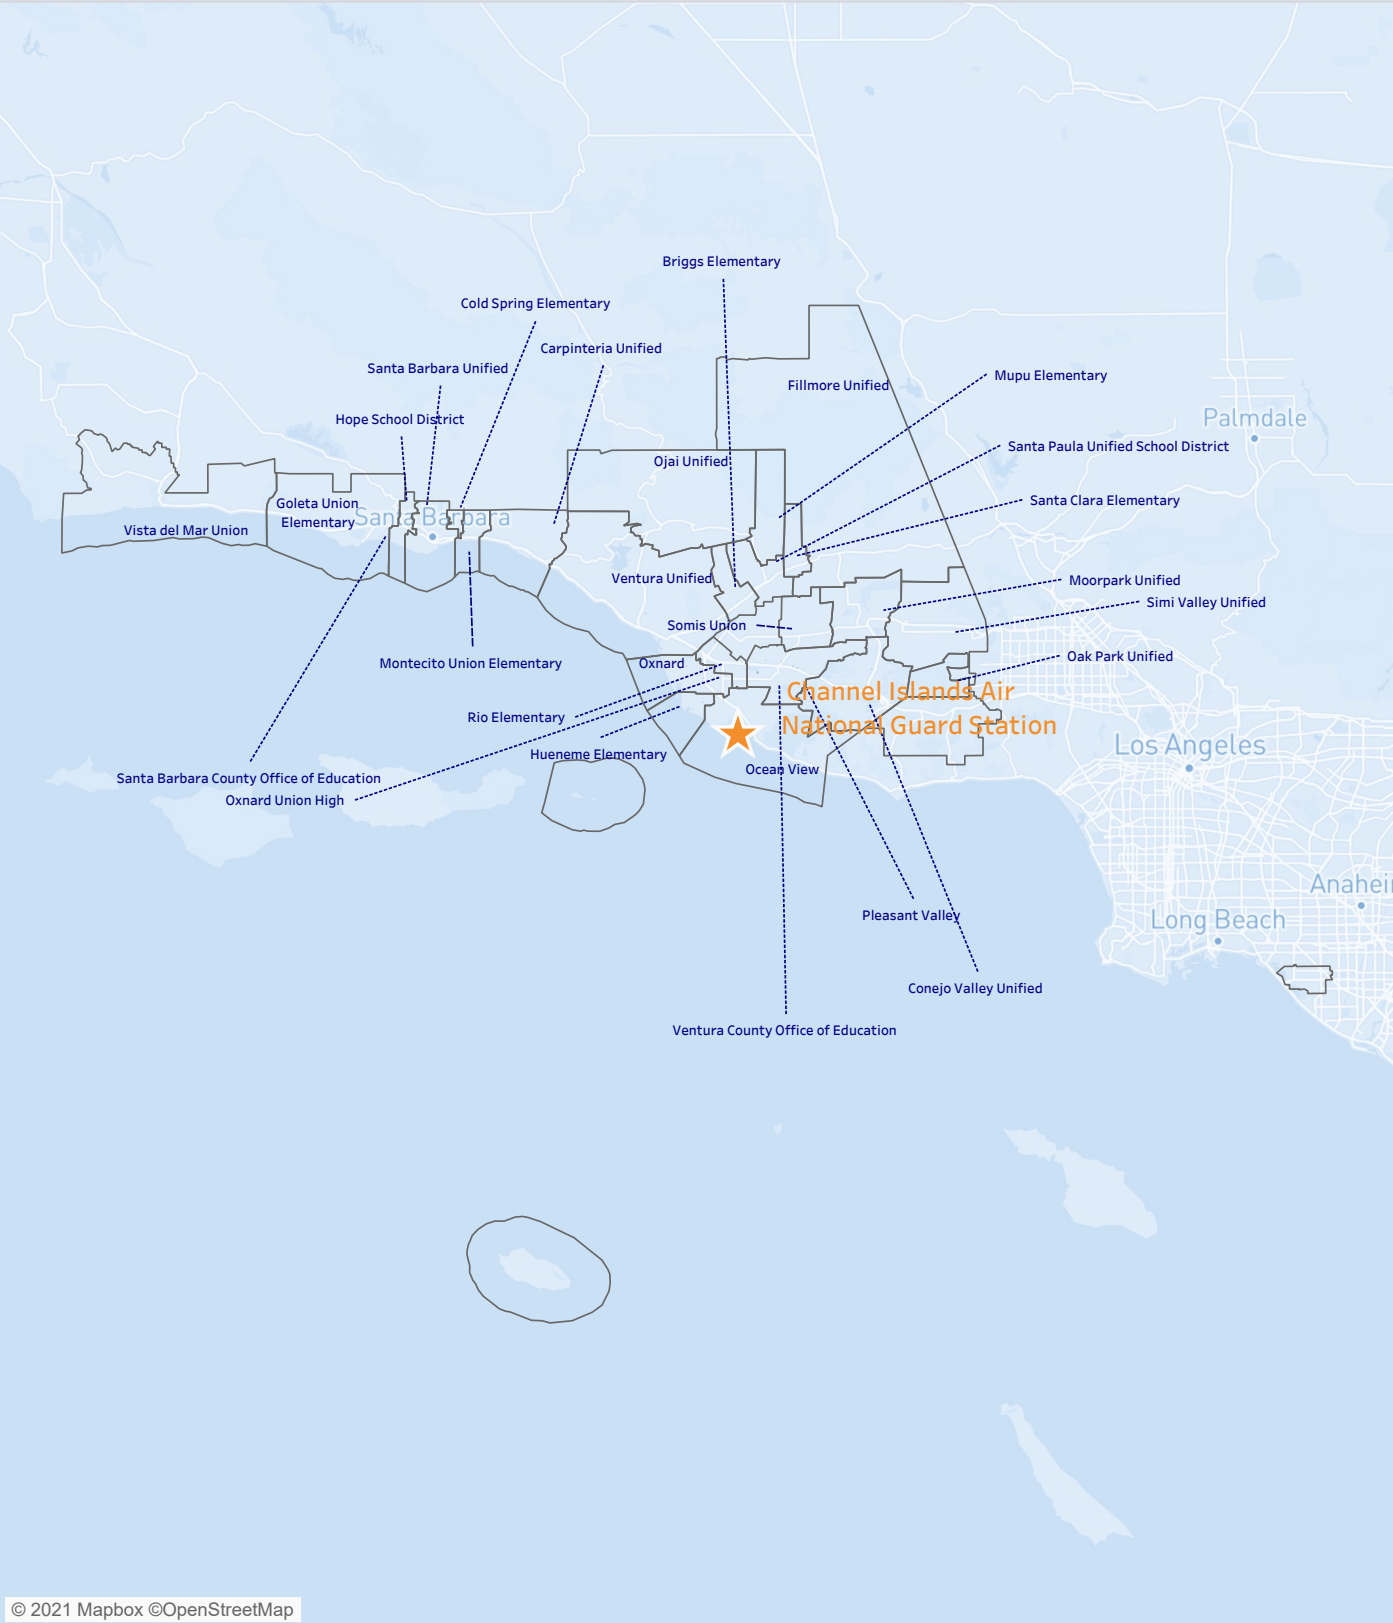 Briggs Elementary
Cold Spring Elementary
Carpinteria Unified
Santa Barbara Unified
Mupu Elementary
Fillmore Unified
Hope School District
Palmdale
Santa Paula Unified School District
Ojai Unified
Santa Clara Elementary
Goleta Union
Elementary
Santa Barbara
Vista del Mar Union
Ventura Unified
Moorpark Unified
Simi Valley Unified
Somis Union
Oak Park Unified
Montecito Union Elementary
Oxnard
Channel Islands Air
National Guard Station
Rio Elementary
Los Angeles
Hueneme Elementary
Ocean View
Santa Barbara County Office of Education
Oxnard Union High
Anahei
Pleasant Valley
Long Beach
Conejo Valley Unified
Ventura County Office of Education
© 2021 Mapbox ©OpenStreetMap